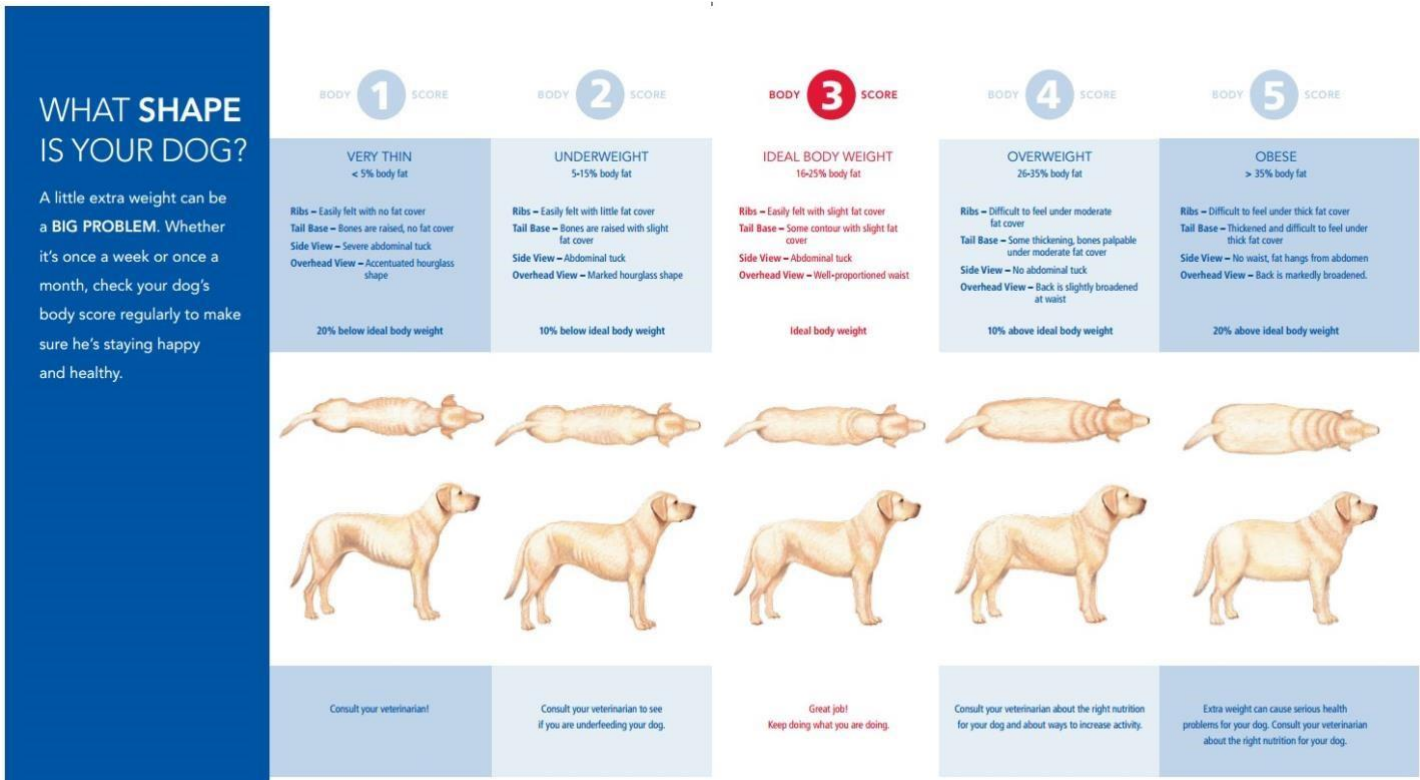 WHAT SHAPE
IS YOUR DOG?
A little extra weight can be
a BIG PROBLEM. Whether
it's once a week or once a
month, check your dog's
body score regularly to make
sure he's staying happy
and healthy.
BODY 1 SCORE
VERY THIN
< 5% body fat
Ribs – Easily felt with no fat cover
Tail Base – Bones are raised, no fat cover
Side View – Severe abdominal tuck
Overhead View – Accentuated hourglass
shape
20% below ideal body weight
Consult your veterinarian!
BODY 2 SCORE
UNDERWEIGHT
5-15% body fat
Ribs – Easily felt with little fat cover
Tail Base – Bones are raised with slight
fat cover
Side View – Abdominal tuck
Overhead View – Marked hourglass shape
10% below ideal body weight
Consult your veterinarian to see
if you are underfeeding your dog.
BODY 3 SCORE
IDEAL BODY WEIGHT
16-25% body fat
Ribs – Easily felt with slight fat cover
Tail Base – Some contour with slight fat
cover
Side View – Abdominal tuck
Overhead View – Well-proportioned waist
Ideal body weight
Great job!
Keep doing what you are doing.
BODY 4 SCORE
OVERWEIGHT
26-35% body fat
Ribs – Difficult to feel under moderate
fat cover
Tail Base – Some thickening, bones palpable
under moderate fat cover
Side View – No abdominal tuck
Overhead View – Back is slightly broadened
at waist
10% above ideal body weight
Consult your veterinarian about the right nutrition
for your dog and about ways to increase activity.
BODY 5 SCORE
OBESE
> 35% body fat
Ribs – Difficult to feel under thick fat cover
Tail Base – Thickened and difficult to feel under
thick fat cover
Side View – No waist, fat hangs from abdomen
Overhead View – Back is markedly broadened.
20% above ideal body weight
Extra weight can cause serious health
problems for your dog. Consult your veterinarian
about the right nutrition for your dog.